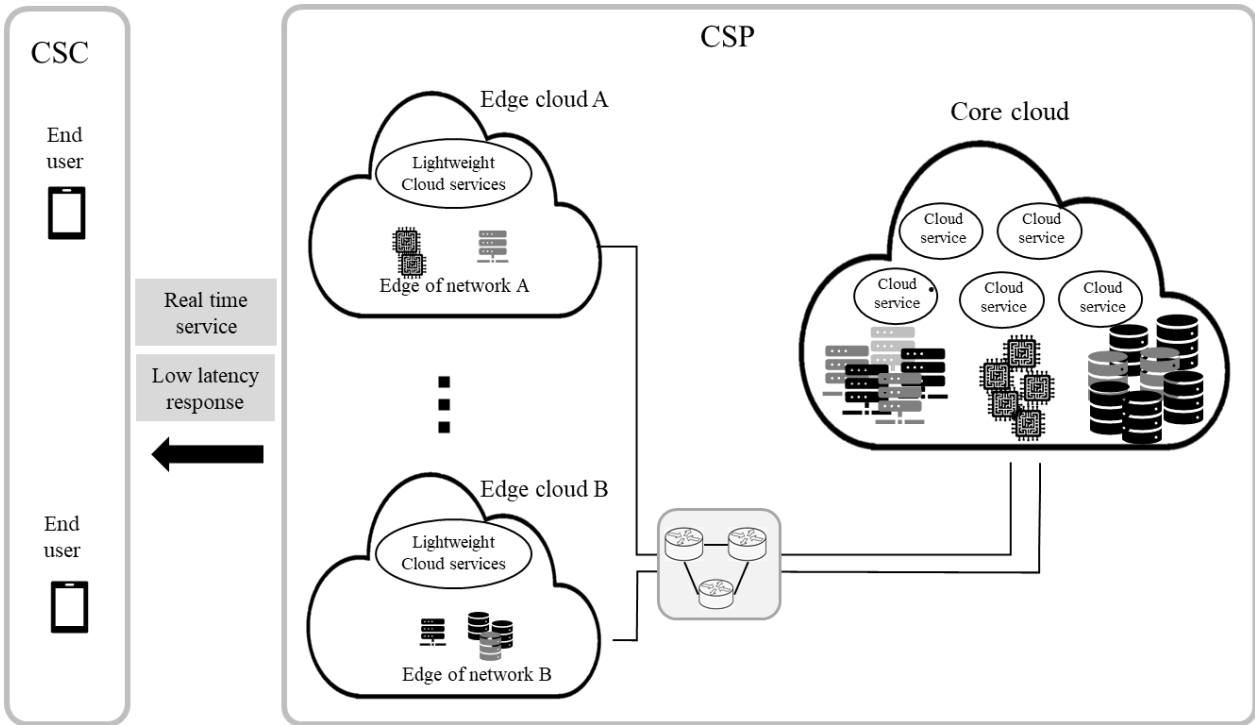 CSC
End
user
End
user
Real time
service
Low latency
response
CSP
Edge cloud A
Lightweight
Cloud services
Edge of network A
Edge cloud B
Lightweight
Cloud services
Edge of network B
Core cloud
Cloud
service
Cloud
service
Cloud
service
Cloud
service
Cloud
service